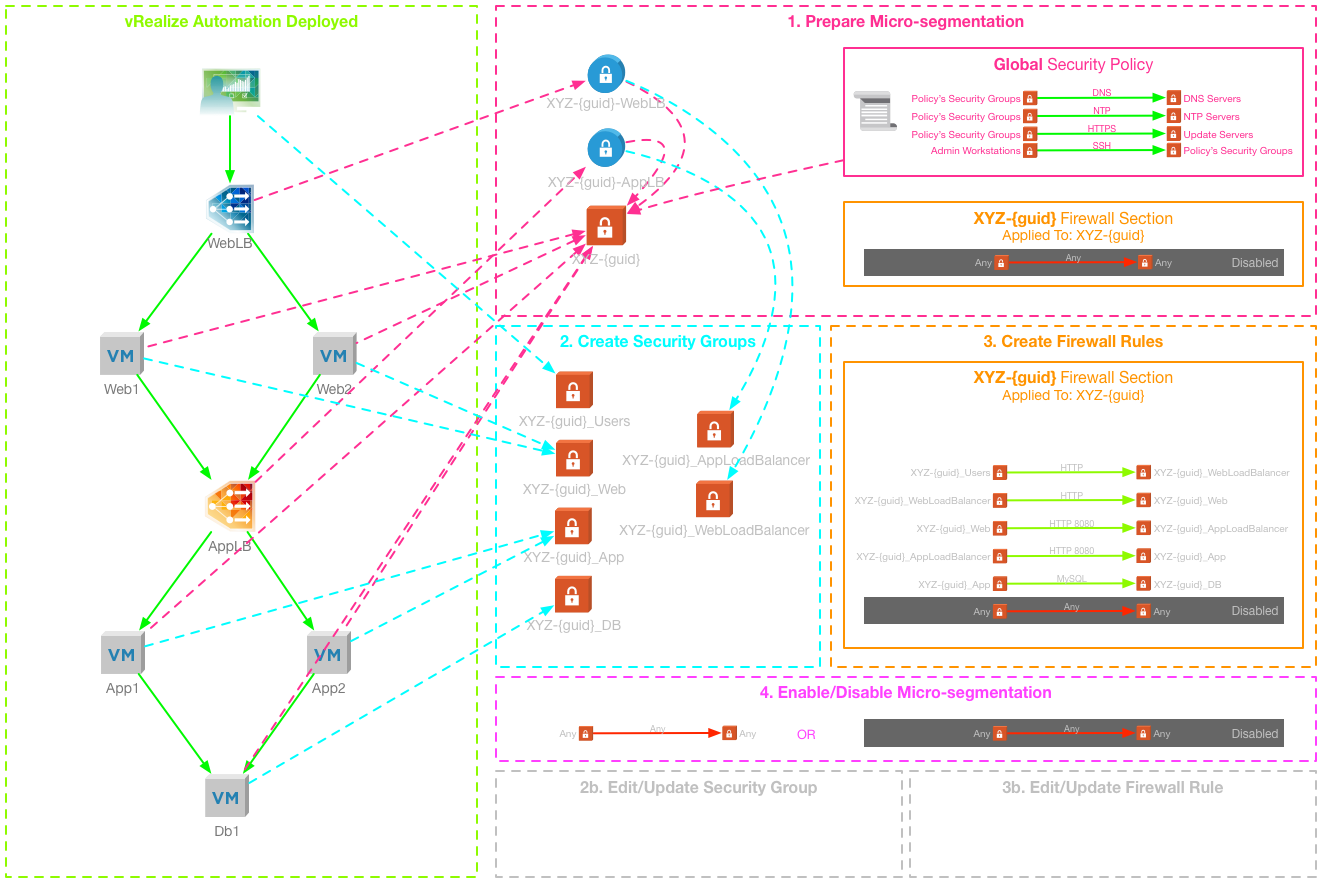 vRealize Automation Deployed
WebLB
VM
VM
Web1
Web2
AppLB
VM
VM
App1
App2
VM
Db1
1. Prepare Micro-segmentation
XYZ-{guid}-WebLB
XYZ-{guid}-AppLB
XYZ-{guid}
Global Security Policy
Policy's Security Groups DNS DNS Servers
Policy's Security Groups NTP NTP Servers
Policy's Security Groups HTTPS Update Servers
Admin Workstations SSH Policy's Security Groups
XYZ-{guid} Firewall Section
Applied To: XYZ-{guid}
Any Any Any Disabled
2. Create Security Groups
XYZ-{guid}_Users
XYZ-{guid}_AppLoadBalancer
XYZ-{guid}_Web
XYZ-{guid}_WebLoadBalancer
XYZ-{guid}_App
XYZ-{guid}_DB
3. Create Firewall Rules
XYZ-{guid} Firewall Section
Applied To: XYZ-{guid}
XYZ-{guid}_Users HTTP XYZ-{guid}_WebLoadBalancer
XYZ-{guid}_WebLoadBalancer HTTP XYZ-{guid}_Web
XYZ-{guid}_Web HTTP 8080 XYZ-{guid}_AppLoadBalancer
XYZ-{guid}_AppLoadBalancer HTTP 8080 XYZ-{guid}_App
XYZ-{guid}_App MySQL XYZ-{guid}_DB
Any Any Any Disabled
4. Enable/Disable Micro-segmentation
Any Any Any OR Any Any Any Disabled
2b. Edit/Update Security Group
3b. Edit/Update Firewall Rule